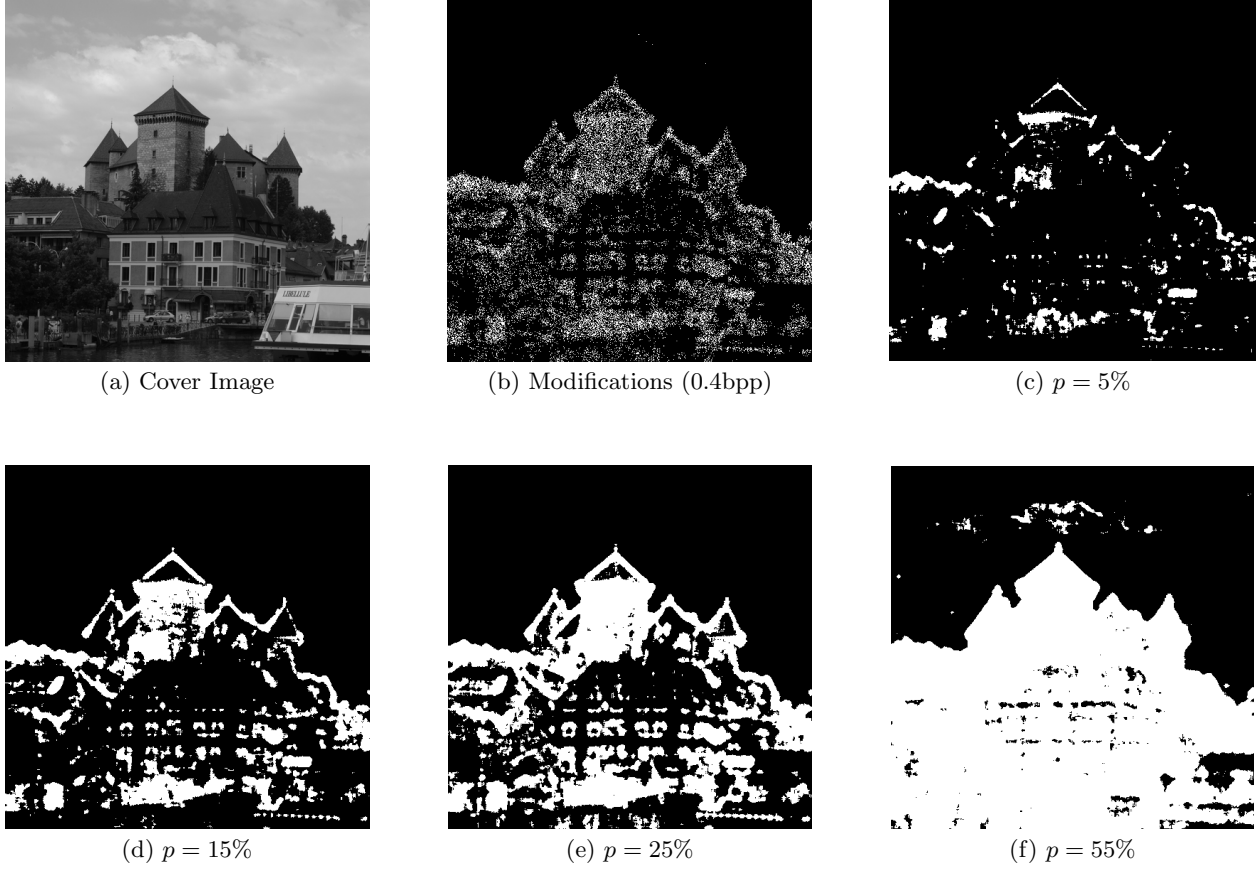 LIBELLULE
(a) Cover Image
(b) Modifications (0.4bpp)
(c) p = 5%
(d) p = 15%
(e) p = 25%
(f) p = 55%